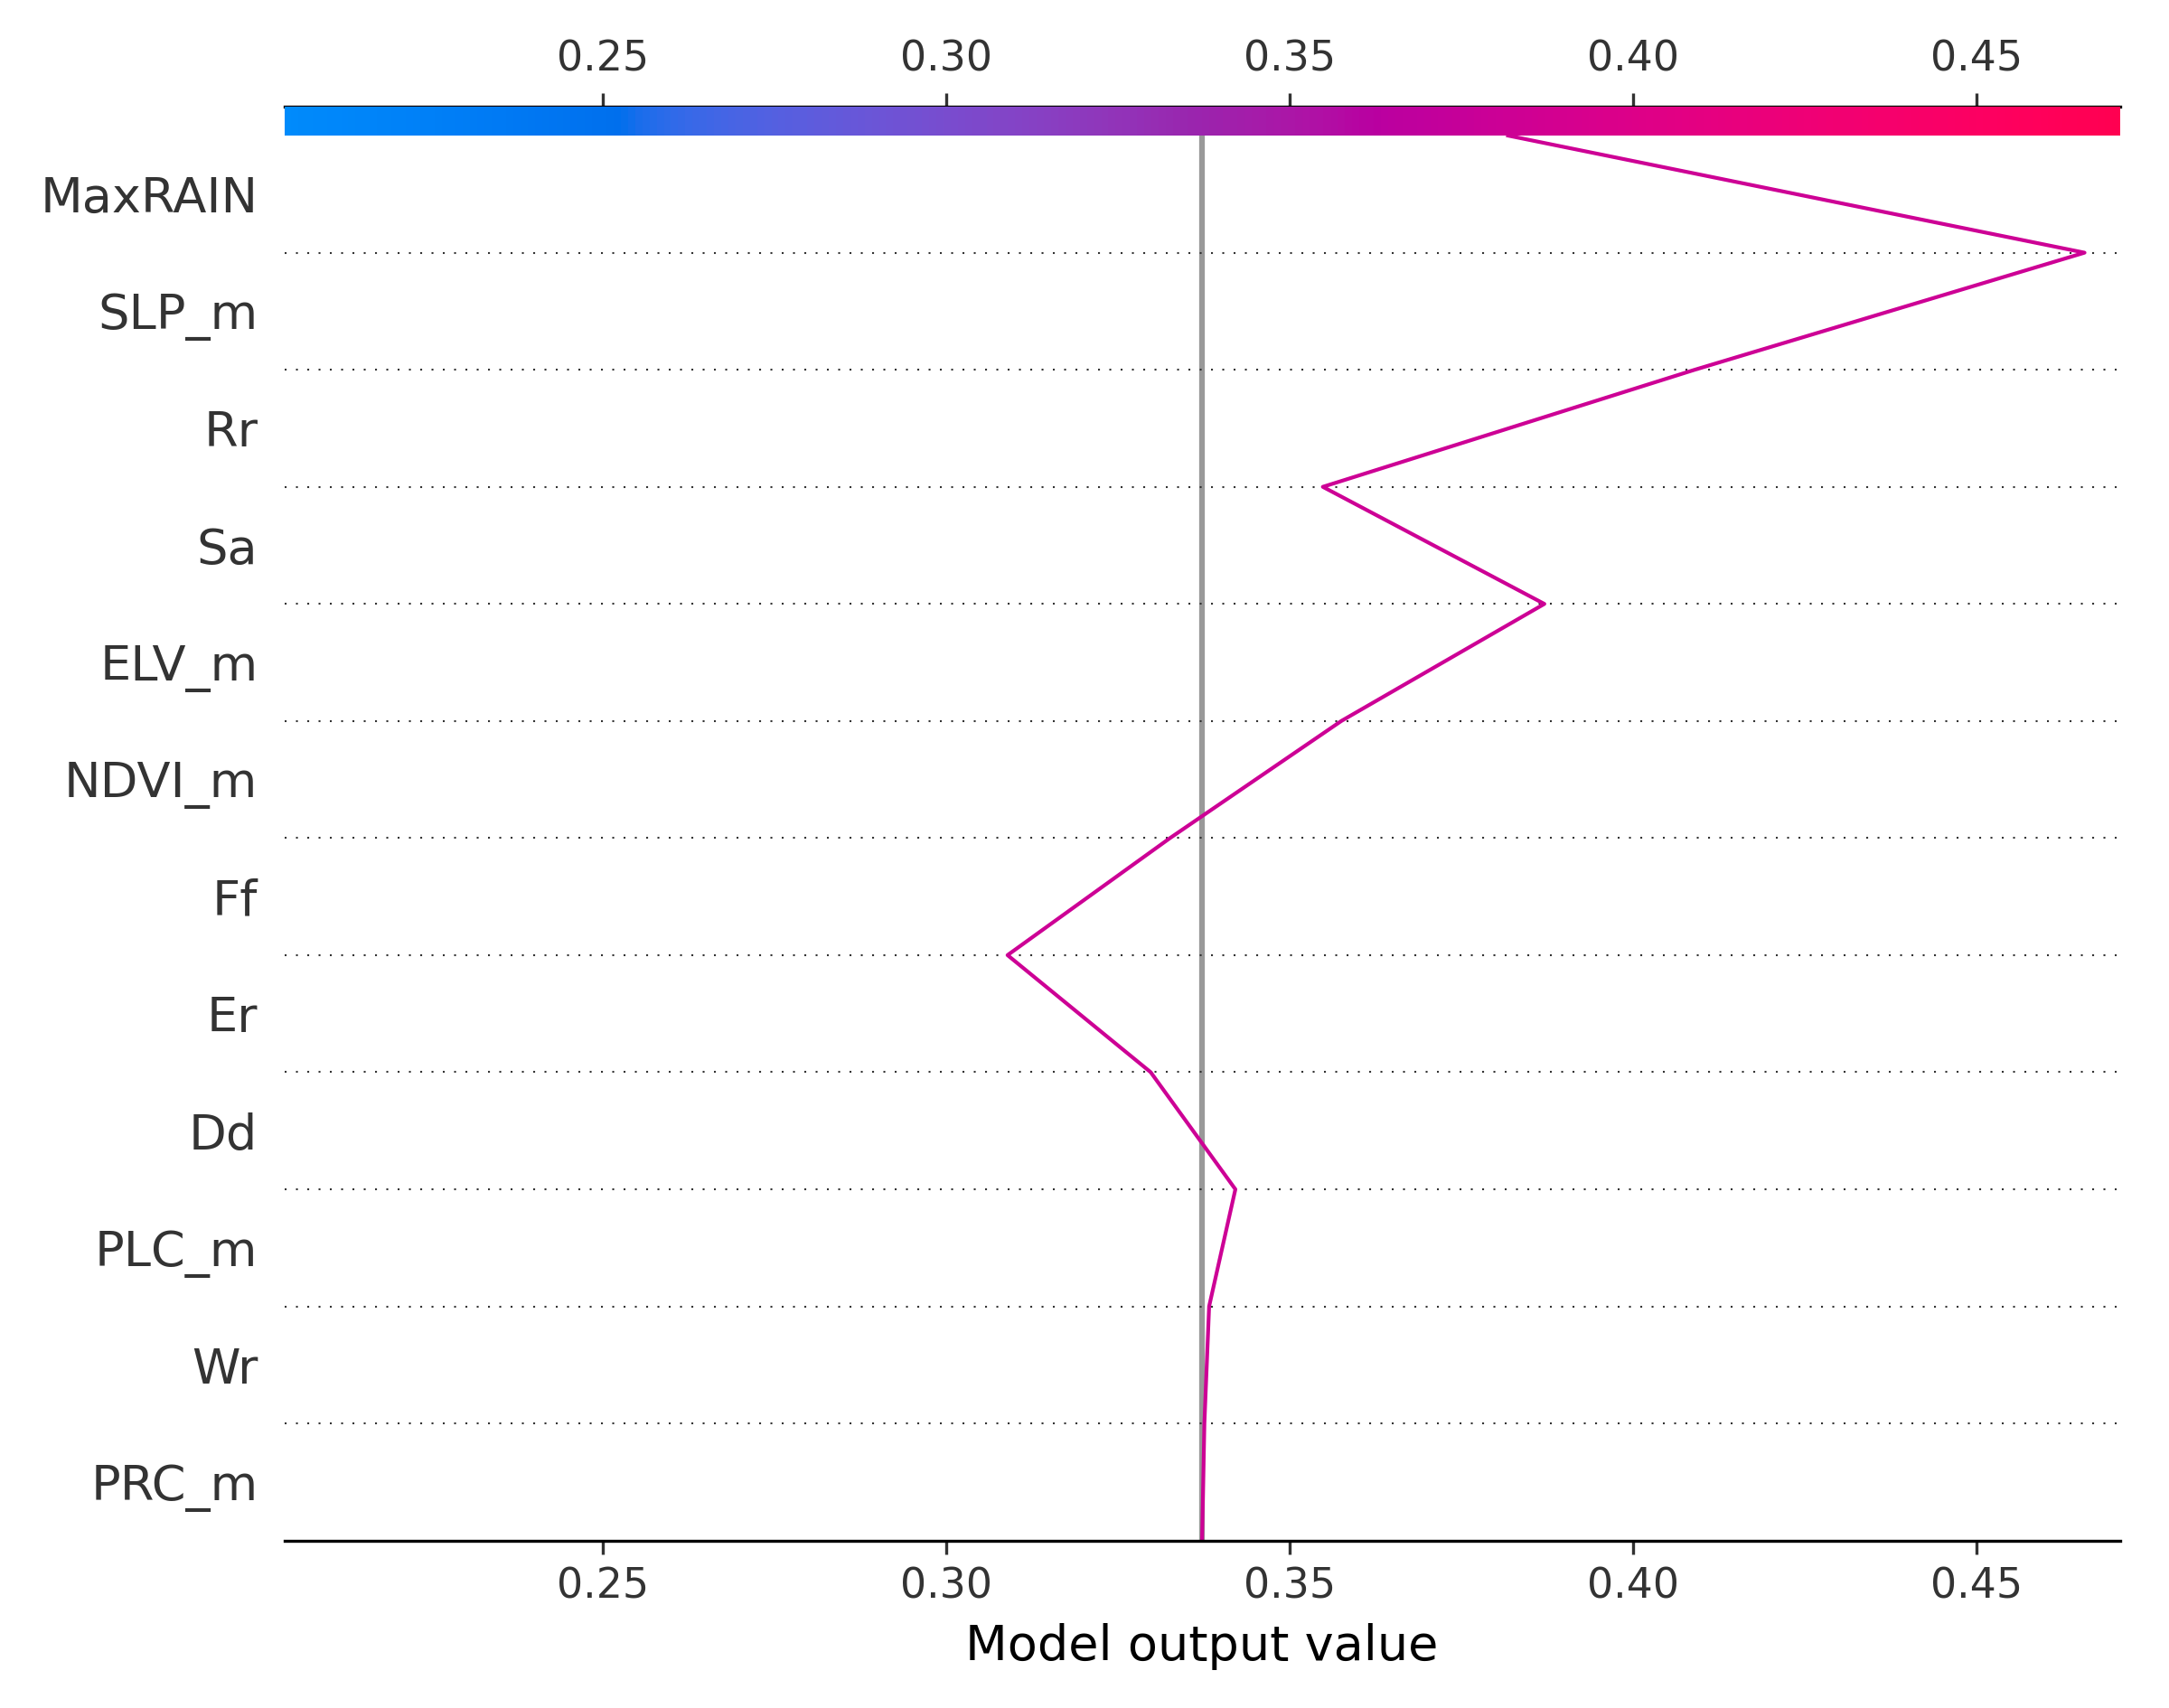 0.25 0.30 0.35 0.40 0.45
MaxRAIN
SLP_m
Rr
Sa
ELV_m
NDVI_m
Ff
Er
Dd
PLC_m
Wr
PRC_m
0.25 0.30 0.35 0.40 0.45
Model output value